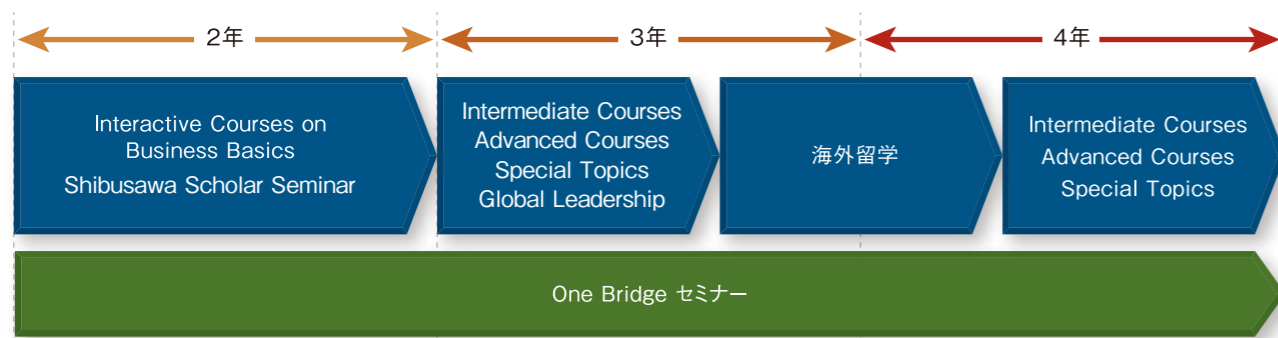 2年
3年
4年
Interactive Courses on
Business Basics
Shibusawa Scholar Seminar
Intermediate Courses
Advanced Courses
Special Topics
Global Leadership
海外留学
Intermediate Courses
Advanced Courses
Special Topics
One Bridge セミナー